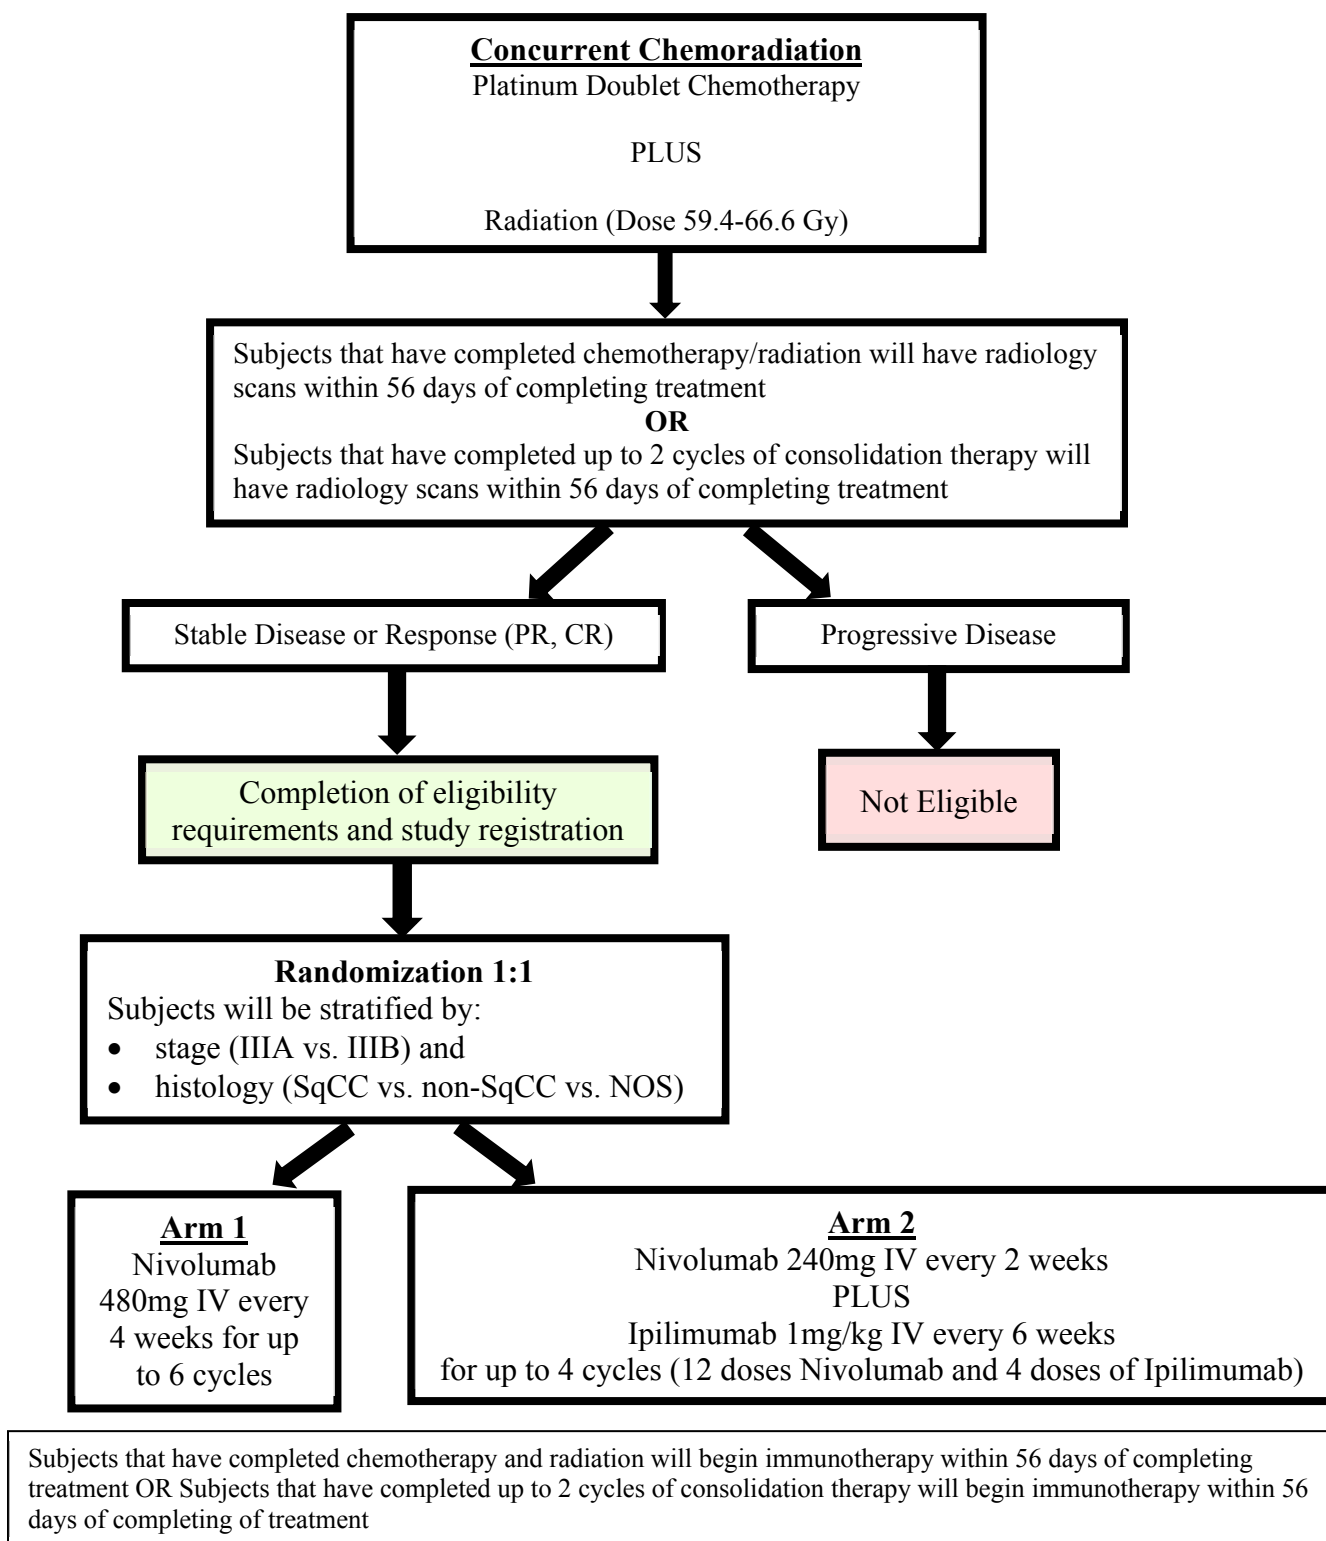 Concurrent Chemoradiation
Platinum Doublet Chemotherapy
PLUS
Radiation (Dose 59.4-66.6 Gy)
Subjects that have completed chemotherapy/radiation will have radiology
scans within 56 days of completing treatment
OR
Subjects that have completed up to 2 cycles of consolidation therapy will
have radiology scans within 56 days of completing treatment
Stable Disease or Response (PR, CR)
Progressive Disease
Completion of eligibility
requirements and study registration
Not Eligible
Randomization 1:1
Subjects will be stratified by:
• stage (IIIA vs. IIIB) and
• histology (SqCC vs. non-SqCC vs. NOS)
Arm 1
Nivolumab
480mg IV every
4 weeks for up
to 6 cycles
Arm 2
Nivolumab 240mg IV every 2 weeks
PLUS
Ipilimumab 1mg/kg IV every 6 weeks
for up to 4 cycles (12 doses Nivolumab and 4 doses of Ipilimumab)
Subjects that have completed chemotherapy and radiation will begin immunotherapy within 56 days of completing
treatment OR Subjects that have completed up to 2 cycles of consolidation therapy will begin immunotherapy within 56
days of completing of treatment